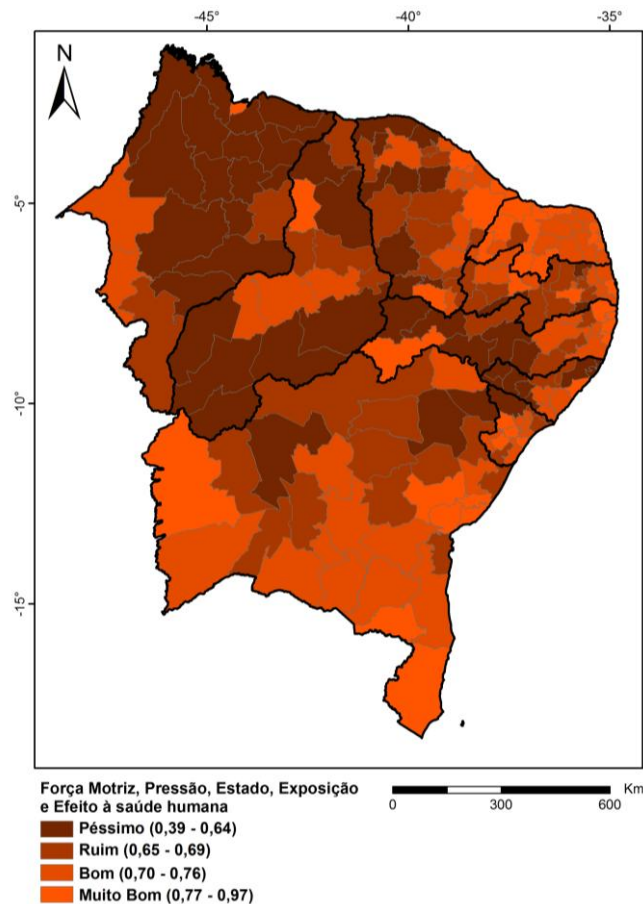 -45° -40° -35°
N
-5°
-10°
-15°
Força Motriz, Pressão, Estado, Exposição
e Efeito à saúde humana
Km
0 300 600
Péssimo (0,39 - 0,64)
Ruim (0,65 - 0,69)
Bom (0,70 - 0,76)
Muito Bom (0,77 - 0,97)